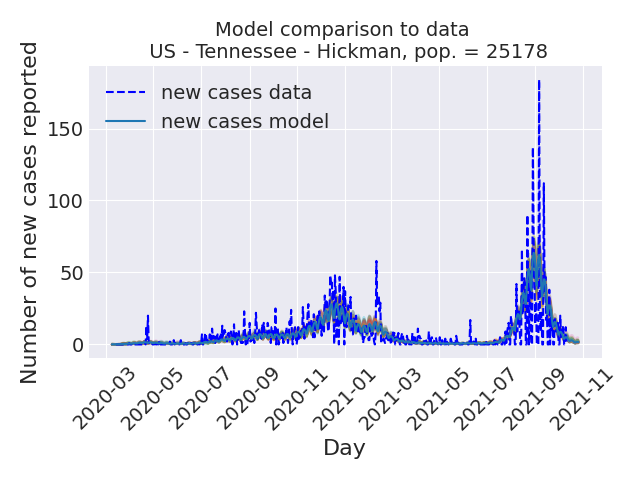 Model comparison to data
US - Tennessee - Hickman, pop. = 25178
new cases data
new cases model
Number of new cases reported
150
100
50
0
2020-03
2020-05
2020-07
2020-09
2020-11
2021-01
2021-03
2021-05
2021-07
2021-09
2021-11
Day